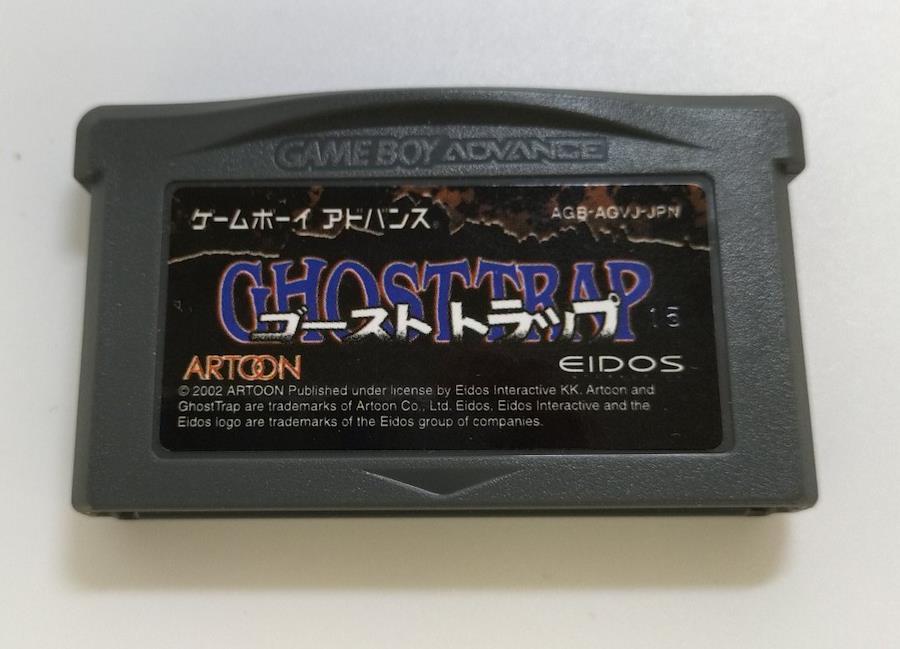 GAME BOY ADVANCE
ゲームボーイ アドバンス AGB-AGVJ-JPN
GHOST TRAP
ゴースト トラップ 15
ARTOON EIDOS
© 2002 ARTOON Published under license by Eidos Interactive KK. Artoon and
GhostTrap are trademarks of Artoon Co., Ltd. Eidos, Eidos Interactive and the
Eidos logo are trademarks of the Eidos group of companies.